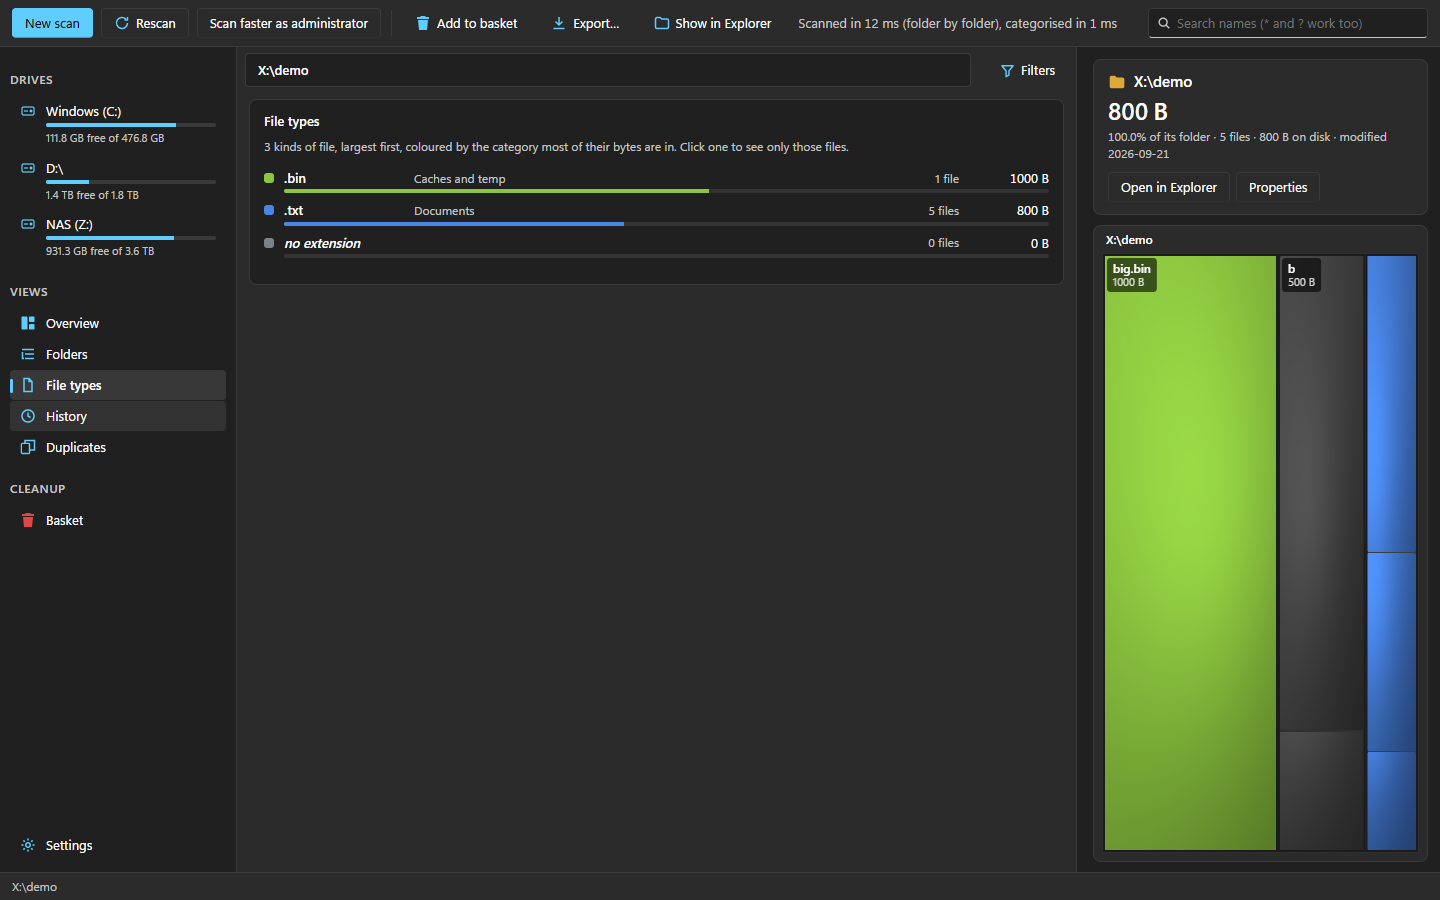 New scan
Rescan
Scan faster as administrator
Add to basket
Export...
Show in Explorer
Scanned in 12 ms (folder by folder), categorised in 1 ms
Search names (* and ? work too)
DRIVES
Windows (C:)
111.8 GB free of 476.8 GB
D:\
1.4 TB free of 1.8 TB
NAS (Z:)
931.3 GB free of 3.6 TB
VIEWS
Overview
Folders
File types
History
Duplicates
CLEANUP
Basket
Settings
X:\demo
Filters
File types
3 kinds of file, largest first, coloured by the category most of their bytes are in. Click one to see only those files.
.bin Caches and temp 1 file 1000 B
.txt Documents 5 files 800 B
no extension 0 files 0 B
X:\demo
800 B
100.0% of its folder · 5 files · 800 B on disk · modified
2026-09-21
Open in Explorer
Properties
X:\demo
big.bin
1000 B
b
500 B
X:\demo